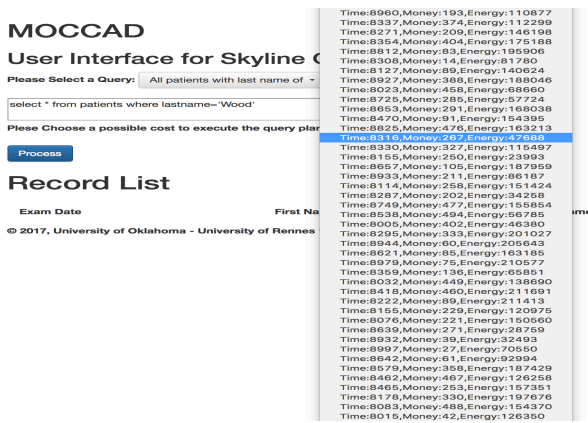 MOCCAD
User Interface for Skyline
Please Select a Query: All patients with last name of
select * from patients where lastname='Wood'
Plese Choose a possible cost to execute the query plan
Process
Record List
Exam Date First Na
© 2017, University of Oklahoma - University of Rennes
Time:8960,Money:193,Energy:110877
Time:8337,Money:374,Energy:112299
Time:8271,Money:209,Energy:146198
Time:8354,Money:404,Energy:175188
Time:8812,Money:83,Energy:195906
Time:8308,Money:14,Energy:81780
Time:8127,Money:89,Energy:140624
Time:8927,Money:388,Energy:188046
Time:8023,Money:458,Energy:68660
Time:8725,Money:285,Energy:57724
Time:8653,Money:291,Energy:168038
Time:8470,Money:91,Energy:154395
Time:8825,Money:476,Energy:163213
Time:8316,Money:267,Energy:47688
Time:8330,Money:327,Energy:115497
Time:8155,Money:250,Energy:23993
Time:8657,Money:105,Energy:187959
Time:8933,Money:211,Energy:86187
Time:8114,Money:258,Energy:151424
Time:8287,Money:202,Energy:34258
Time:8749,Money:477,Energy:155854
Time:8538,Money:494,Energy:56785
Time:8005,Money:402,Energy:46380
Time:8295,Money:333,Energy:201027
Time:8944,Money:60,Energy:205643
Time:8621,Money:85,Energy:163185
Time:8979,Money:75,Energy:210577
Time:8359,Money:136,Energy:65851
Time:8032,Money:449,Energy:138690
Time:8418,Money:460,Energy:211691
Time:8222,Money:89,Energy:211413
Time:8155,Money:229,Energy:120975
Time:8076,Money:221,Energy:150560
Time:8639,Money:271,Energy:28759
Time:8932,Money:39,Energy:32493
Time:8997,Money:27,Energy:70550
Time:8642,Money:61,Energy:92994
Time:8579,Money:358,Energy:187429
Time:8462,Money:467,Energy:126258
Time:8465,Money:253,Energy:157351
Time:8178,Money:330,Energy:197676
Time:8083,Money:488,Energy:154370
Time:8015,Money:42,Energy:126350